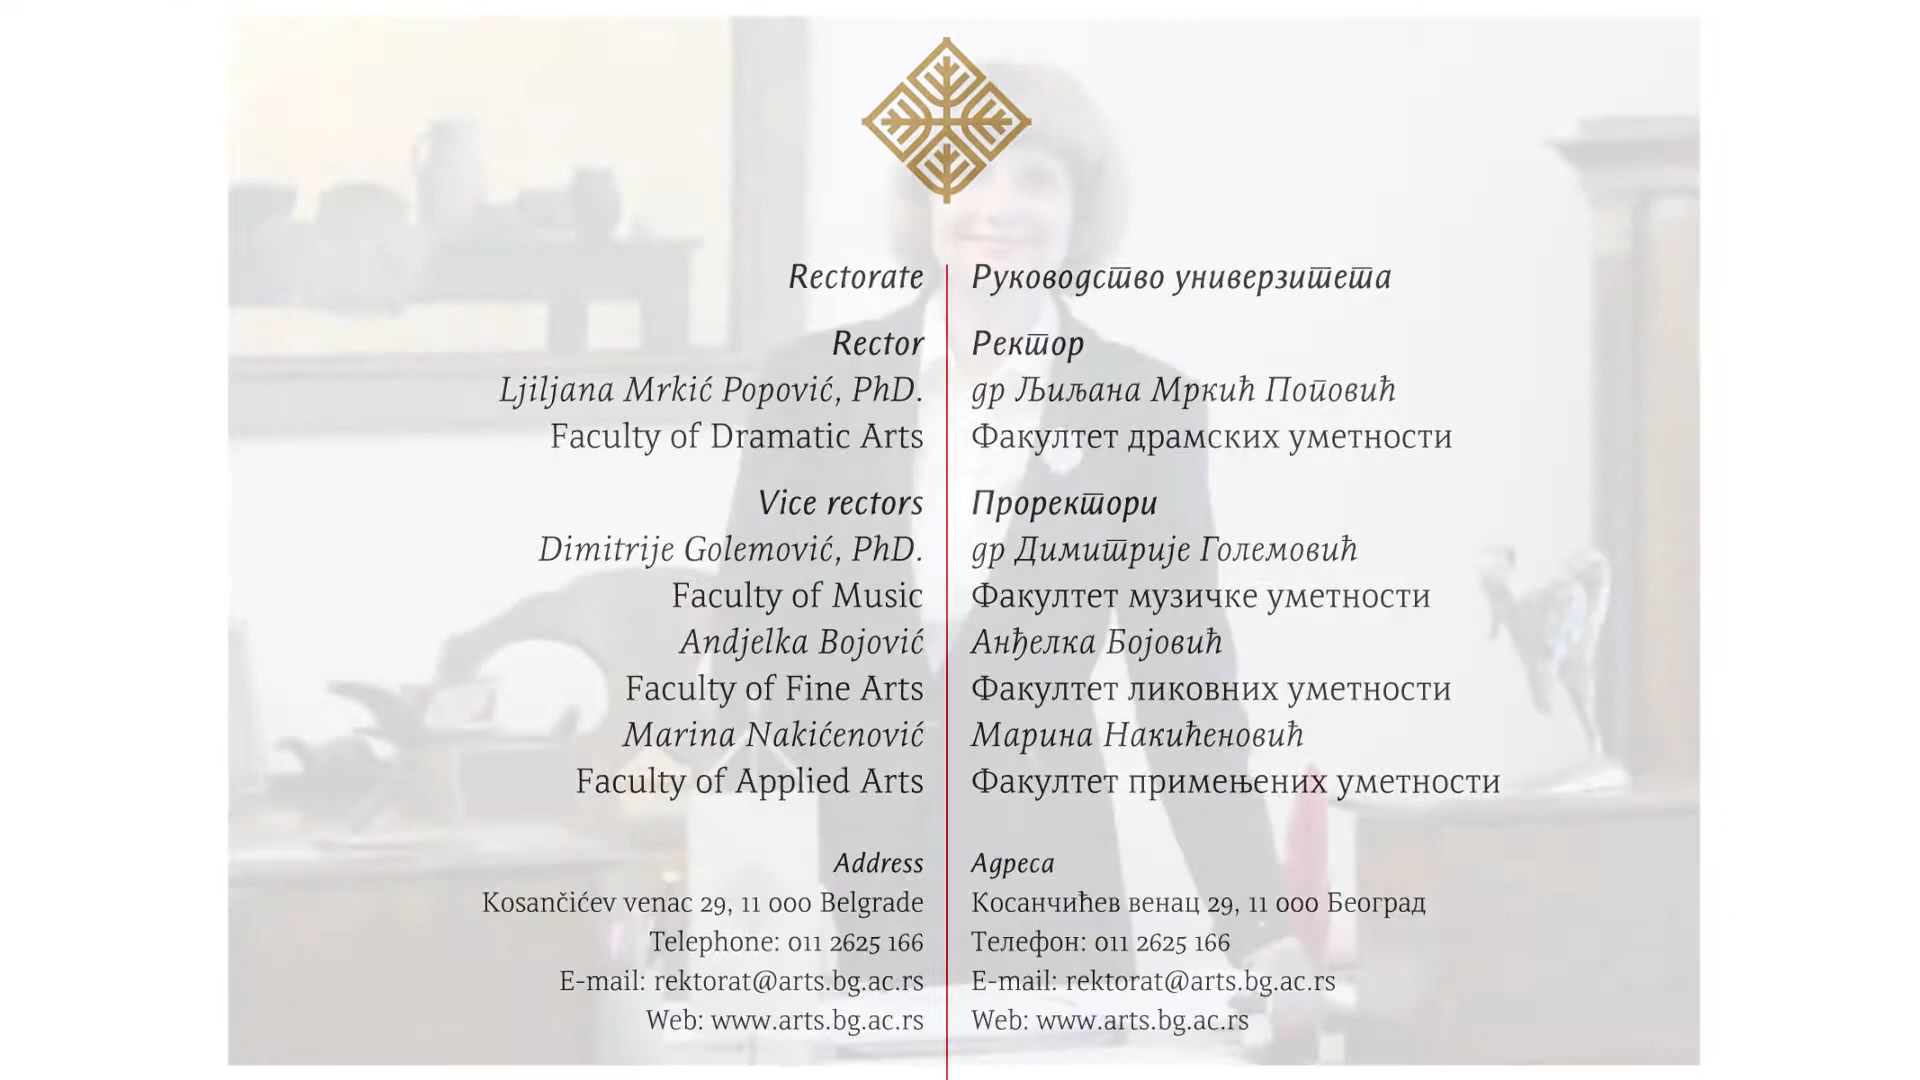 Rectorate
Rector
Ljiljana Mrkić Popović, PhD.
Faculty of Dramatic Arts
Vice rectors
Dimitrije Golemović, PhD.
Faculty of Music
Andjelka Bojović
Faculty of Fine Arts
Marina Nakićenović
Faculty of Applied Arts
Address
Kosančićev venac 29, 11 000 Belgrade
Telephone: 011 2625 166
E-mail: rektorat@arts.bg.ac.rs
Web: www.arts.bg.ac.rs
Руководство универзитета
Ректор
др Љиљана Мркић Поповић
Факултет драмских уметности
Проректори
др Димитрије Големовић
Факултет музичке уметности
Анђелка Бојовић
Факултет ликовних уметности
Марина Накићеновић
Факултет примењених уметности
Адреса
Косанчићев венац 29, 11 000 Београд
Телефон: 011 2625 166
E-mail: rektorat@arts.bg.ac.rs
Web: www.arts.bg.ac.rs